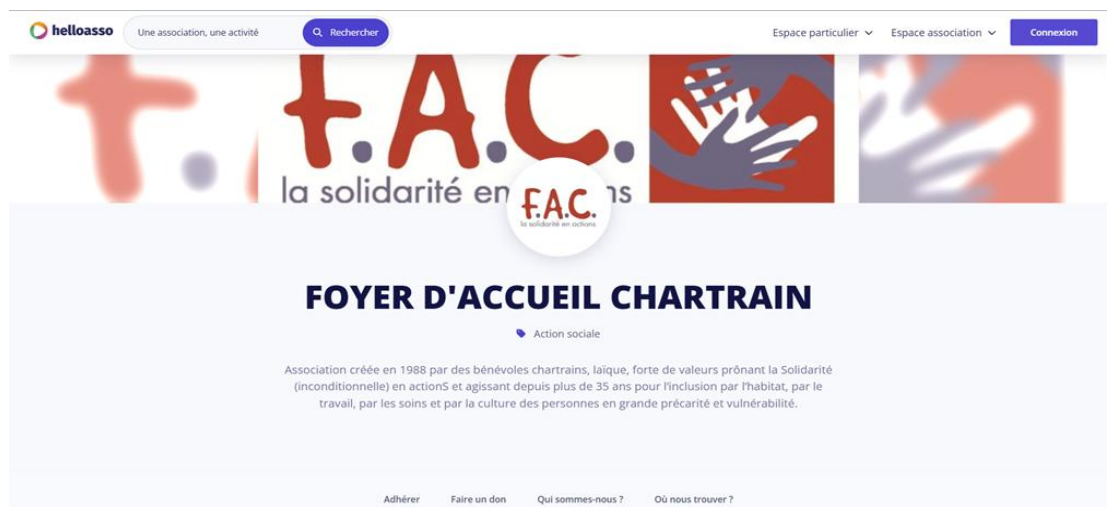 helloasso
Une association, une activité
Rechercher
Espace particulier
Espace association
Connexion
f.A.C.
la solidarité en ns
F.A.C.
la solidarité en actions
FOYER D'ACCUEIL CHARTRAIN
Action sociale
Association créée en 1988 par des bénévoles chartrains, laïque, forte de valeurs prônant la Solidarité
(inconditionnelle) en actionS et agissant depuis plus de 35 ans pour l'inclusion par l'habitat, par le
travail, par les soins et par la culture des personnes en grande précarité et vulnérabilité.
Adhérer
Faire un don
Qui sommes-nous ?
Où nous trouver ?